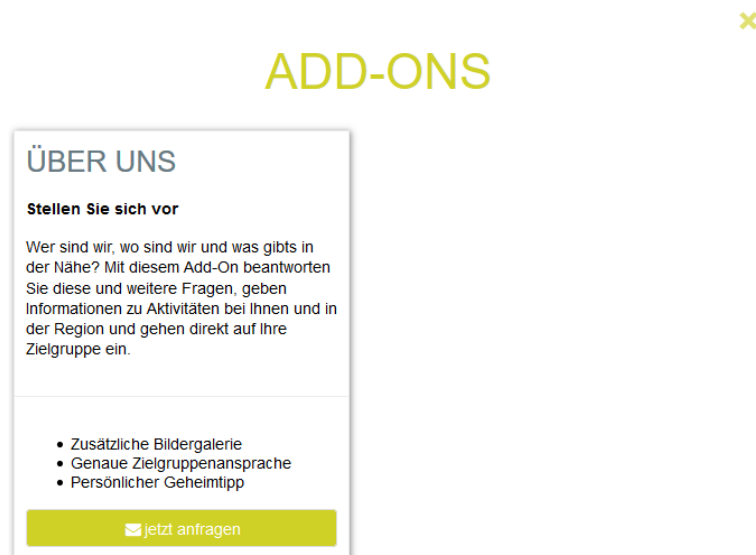 ADD-ONS
ÜBER UNS
Stellen Sie sich vor
Wer sind wir, wo sind wir und was gibts in
der Nähe? Mit diesem Add-On beantworten
Sie diese und weitere Fragen, geben
Informationen zu Aktivitäten bei Ihnen und in
der Region und gehen direkt auf Ihre
Zielgruppe ein.
Zusätzliche Bildergalerie
Genaue Zielgruppenansprache
Persönlicher Geheimtipp
jetzt anfragen